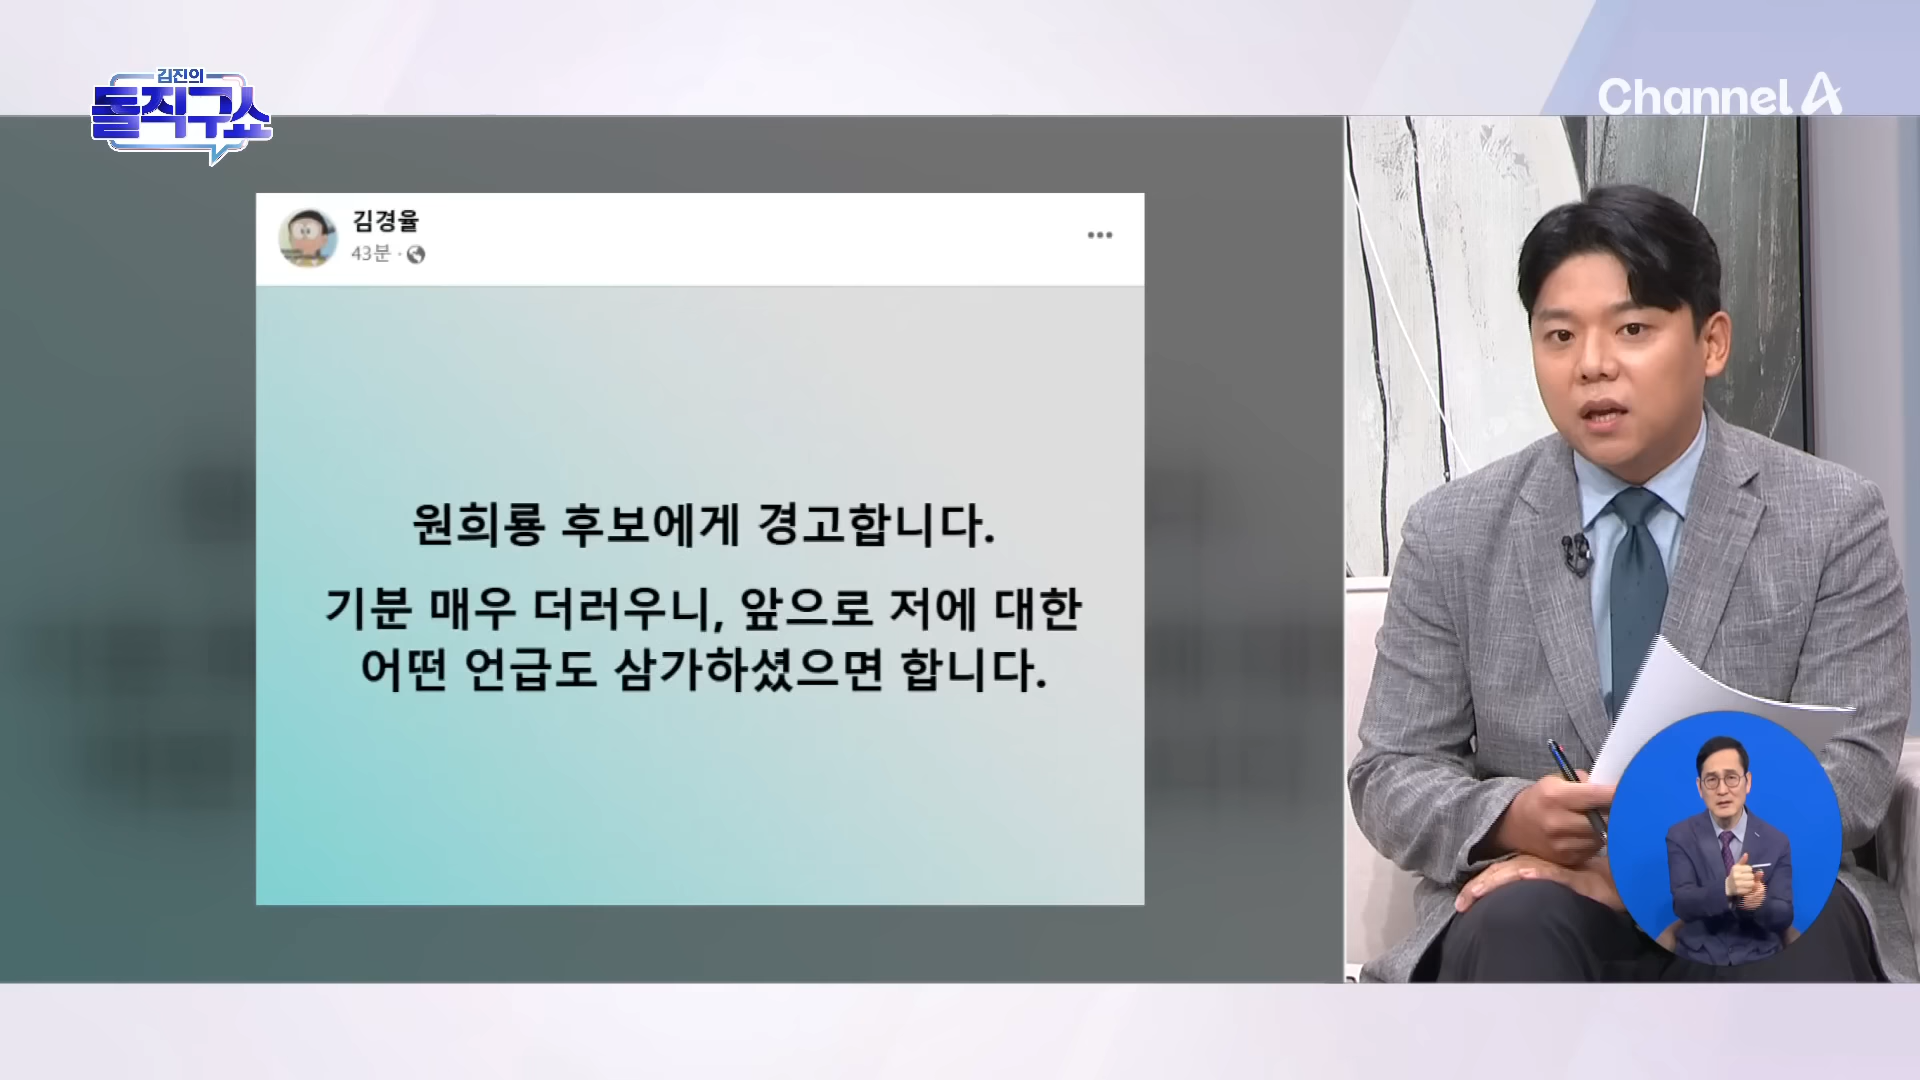 김진의
돌직구쇼
Channel A
김경율
43분 ·
원희룡 후보에게 경고합니다.
기분 매우 더러우니, 앞으로 저에 대한
어떤 언급도 삼가하셨으면 합니다.